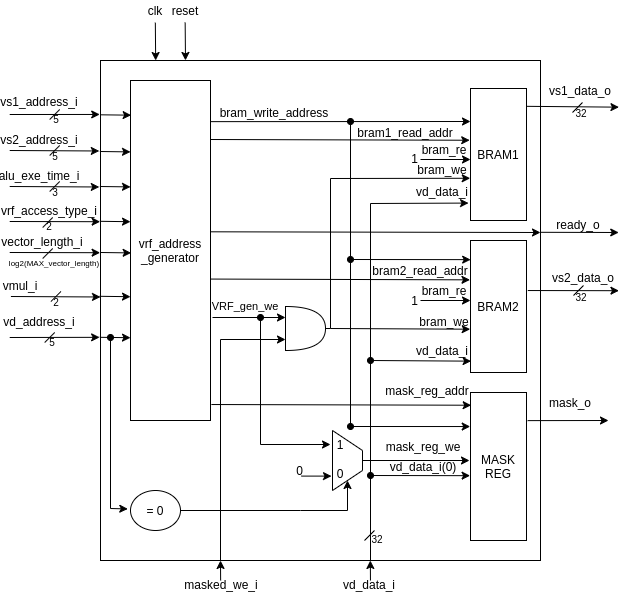 clk reset
vs1_address_i
5
vs2_address_i
5
alu_exe_time_i
3
vrf_access_type_i
2
vector_length_i
log2(MAX_vector_length)
vmul_i
2
vd_address_i
5
vrf_address
_generator
= 0
bram_write_address
bram1_read_addr
bram_re
1
bram_we
vd_data_i
BRAM1
vs1_data_o
32
ready_o
bram2_read_addr
bram_re
1
bram_we
vd_data_i
BRAM2
vs2_data_o
32
VRF_gen_we
mask_reg_addr
mask_reg_we
vd_data_i(0)
MASK
REG
mask_o
1
0
0
32
masked_we_i
vd_data_i